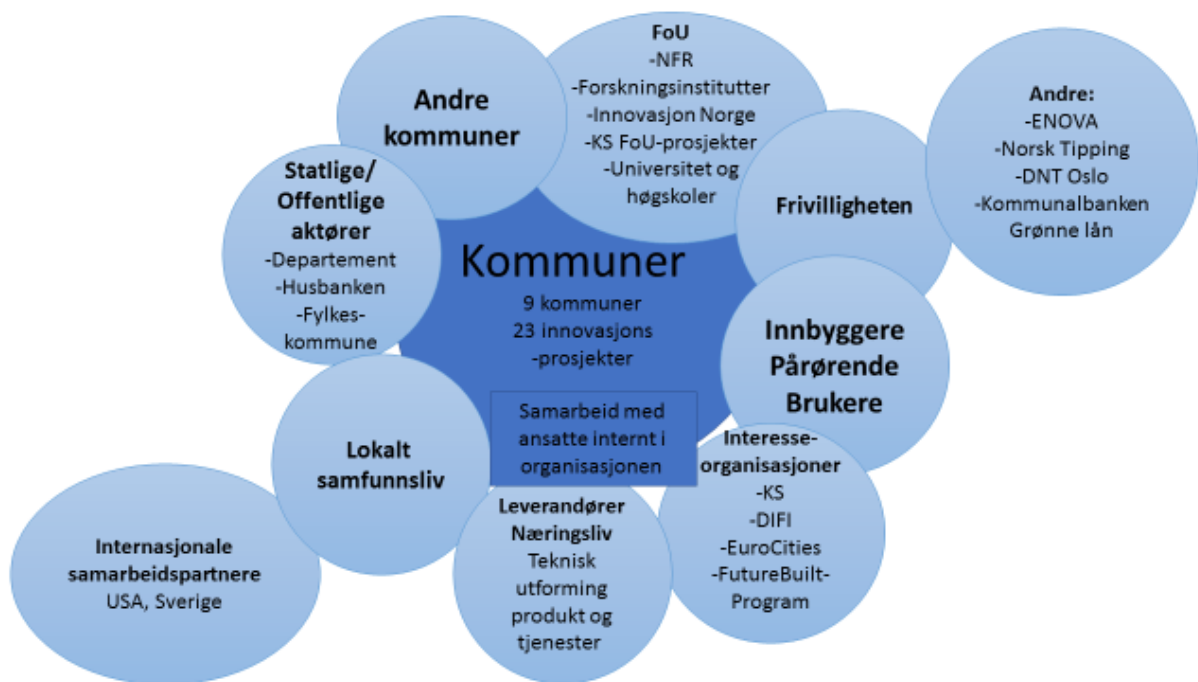 FoU
-NFR
-Forskningsinstitutter
-Innovasjon Norge
-KS FoU-prosjekter
-Universitet og
høgskoler
Andre
kommuner
Andre:
-ENOVA
-Norsk Tipping
-DNT Oslo
-Kommunalbanken
Grønne lån
Statlige/
Offentlige
aktører
-Departement
-Husbanken
-Fylkes-
kommune
Frivilligheten
Kommuner
9 kommuner
23 innovasjons
-prosjekter
Samarbeid med
ansatte internt i
organisasjonen
Innbyggere
Pårørende
Brukere
Interesse-
organisasjoner
-KS
-DIFI
-EuroCities
-FutureBuilt-
Program
Lokalt
samfunnsliv
Leverandører
Næringsliv
Teknisk
utforming
produkt og
tjenester
Internasjonale
samarbeidspartnere
USA, Sverige